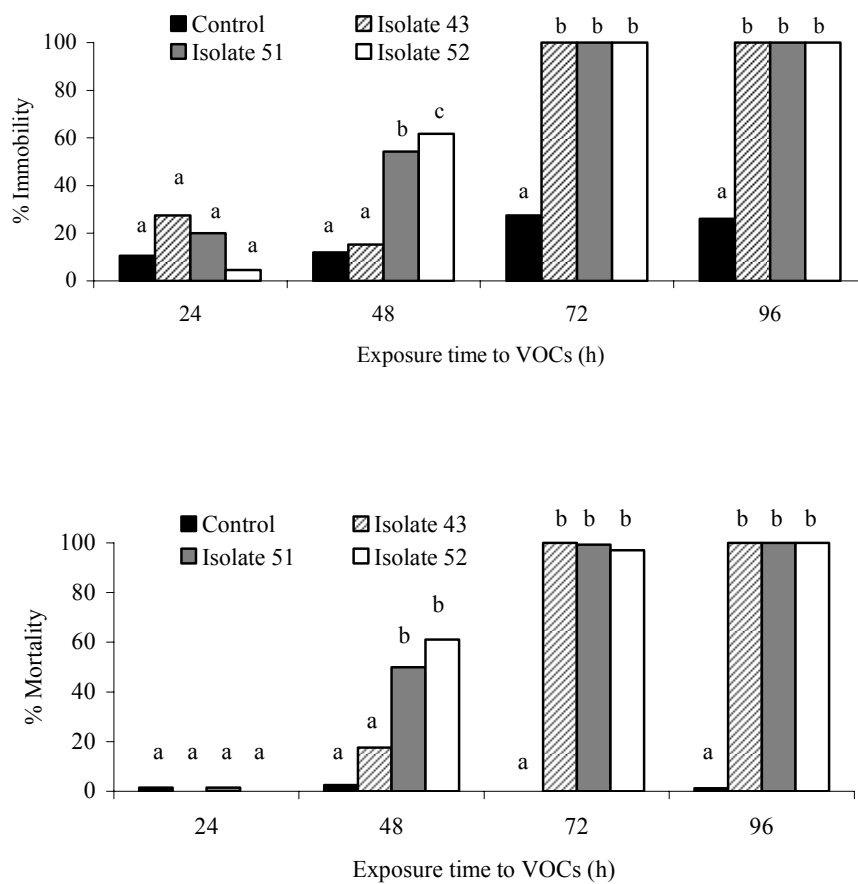 b b b b b b
100 Control Isolate 43
Isolate 51 Isolate 52
80
c
b
60
% Immobility
40
a
a a
a a a a
20
a
0
24 48 72 96
Exposure time to VOCs (h)
b b b b b b
Control Isolate 43
100
Isolate 51 Isolate 52
80
b
b
60
% Mortality
40
a
20
a a a a a a a
0
24 48 72 96
Exposure time to VOCs (h)